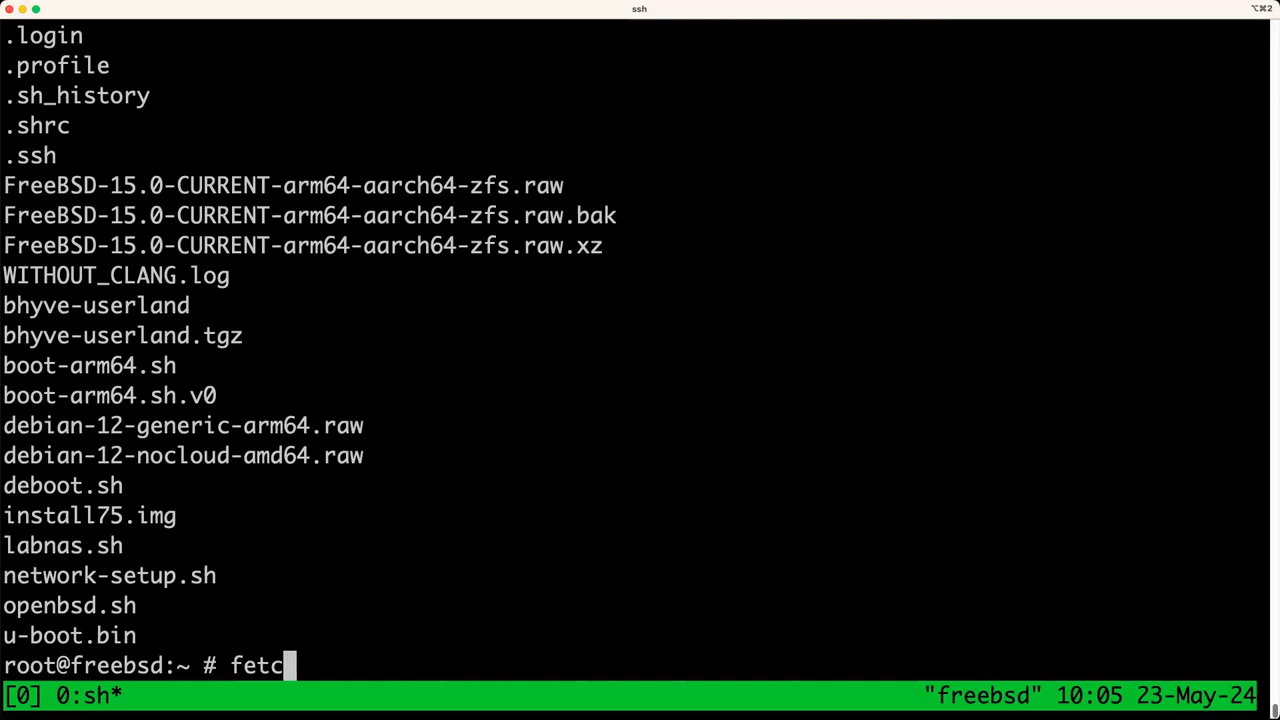 ssh
⌥⌘2
.login
.profile
.sh_history
.shrc
.ssh
FreeBSD-15.0-CURRENT-arm64-aarch64-zfs.raw
FreeBSD-15.0-CURRENT-arm64-aarch64-zfs.raw.bak
FreeBSD-15.0-CURRENT-arm64-aarch64-zfs.raw.xz
WITHOUT_CLANG.log
bhyve-userland
bhyve-userland.tgz
boot-arm64.sh
boot-arm64.sh.v0
debian-12-generic-arm64.raw
debian-12-nocloud-amd64.raw
deboot.sh
install75.img
labnas.sh
network-setup.sh
openbsd.sh
u-boot.bin
root@freebsd:~ # fetc
[0] 0:sh* "freebsd" 10:05 23-May-24